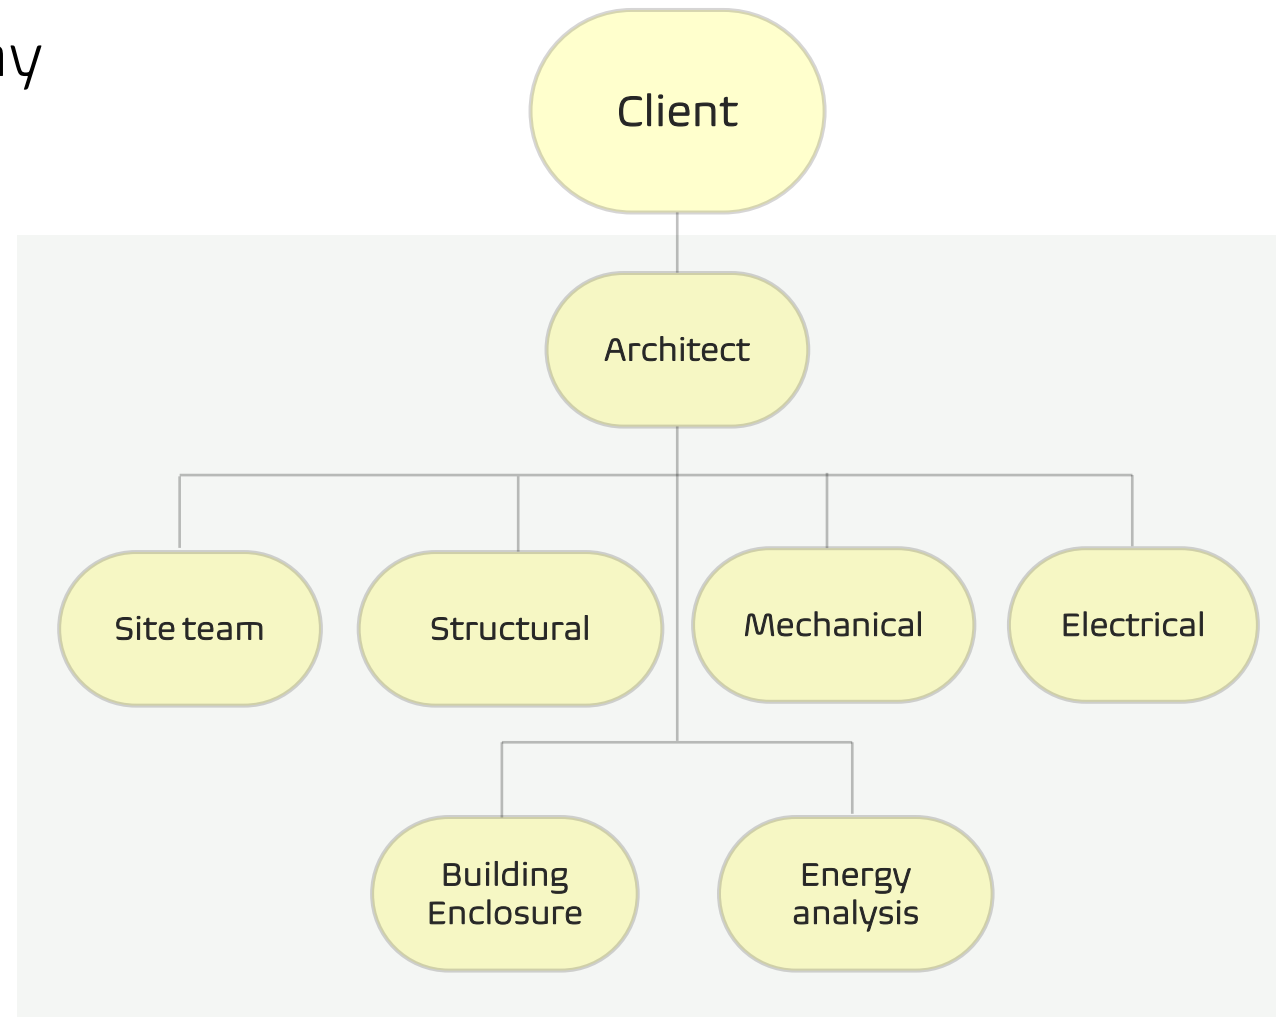 Client
Architect
Site team
Structural
Mechanical
Electrical
Building
Enclosure
Energy
analysis